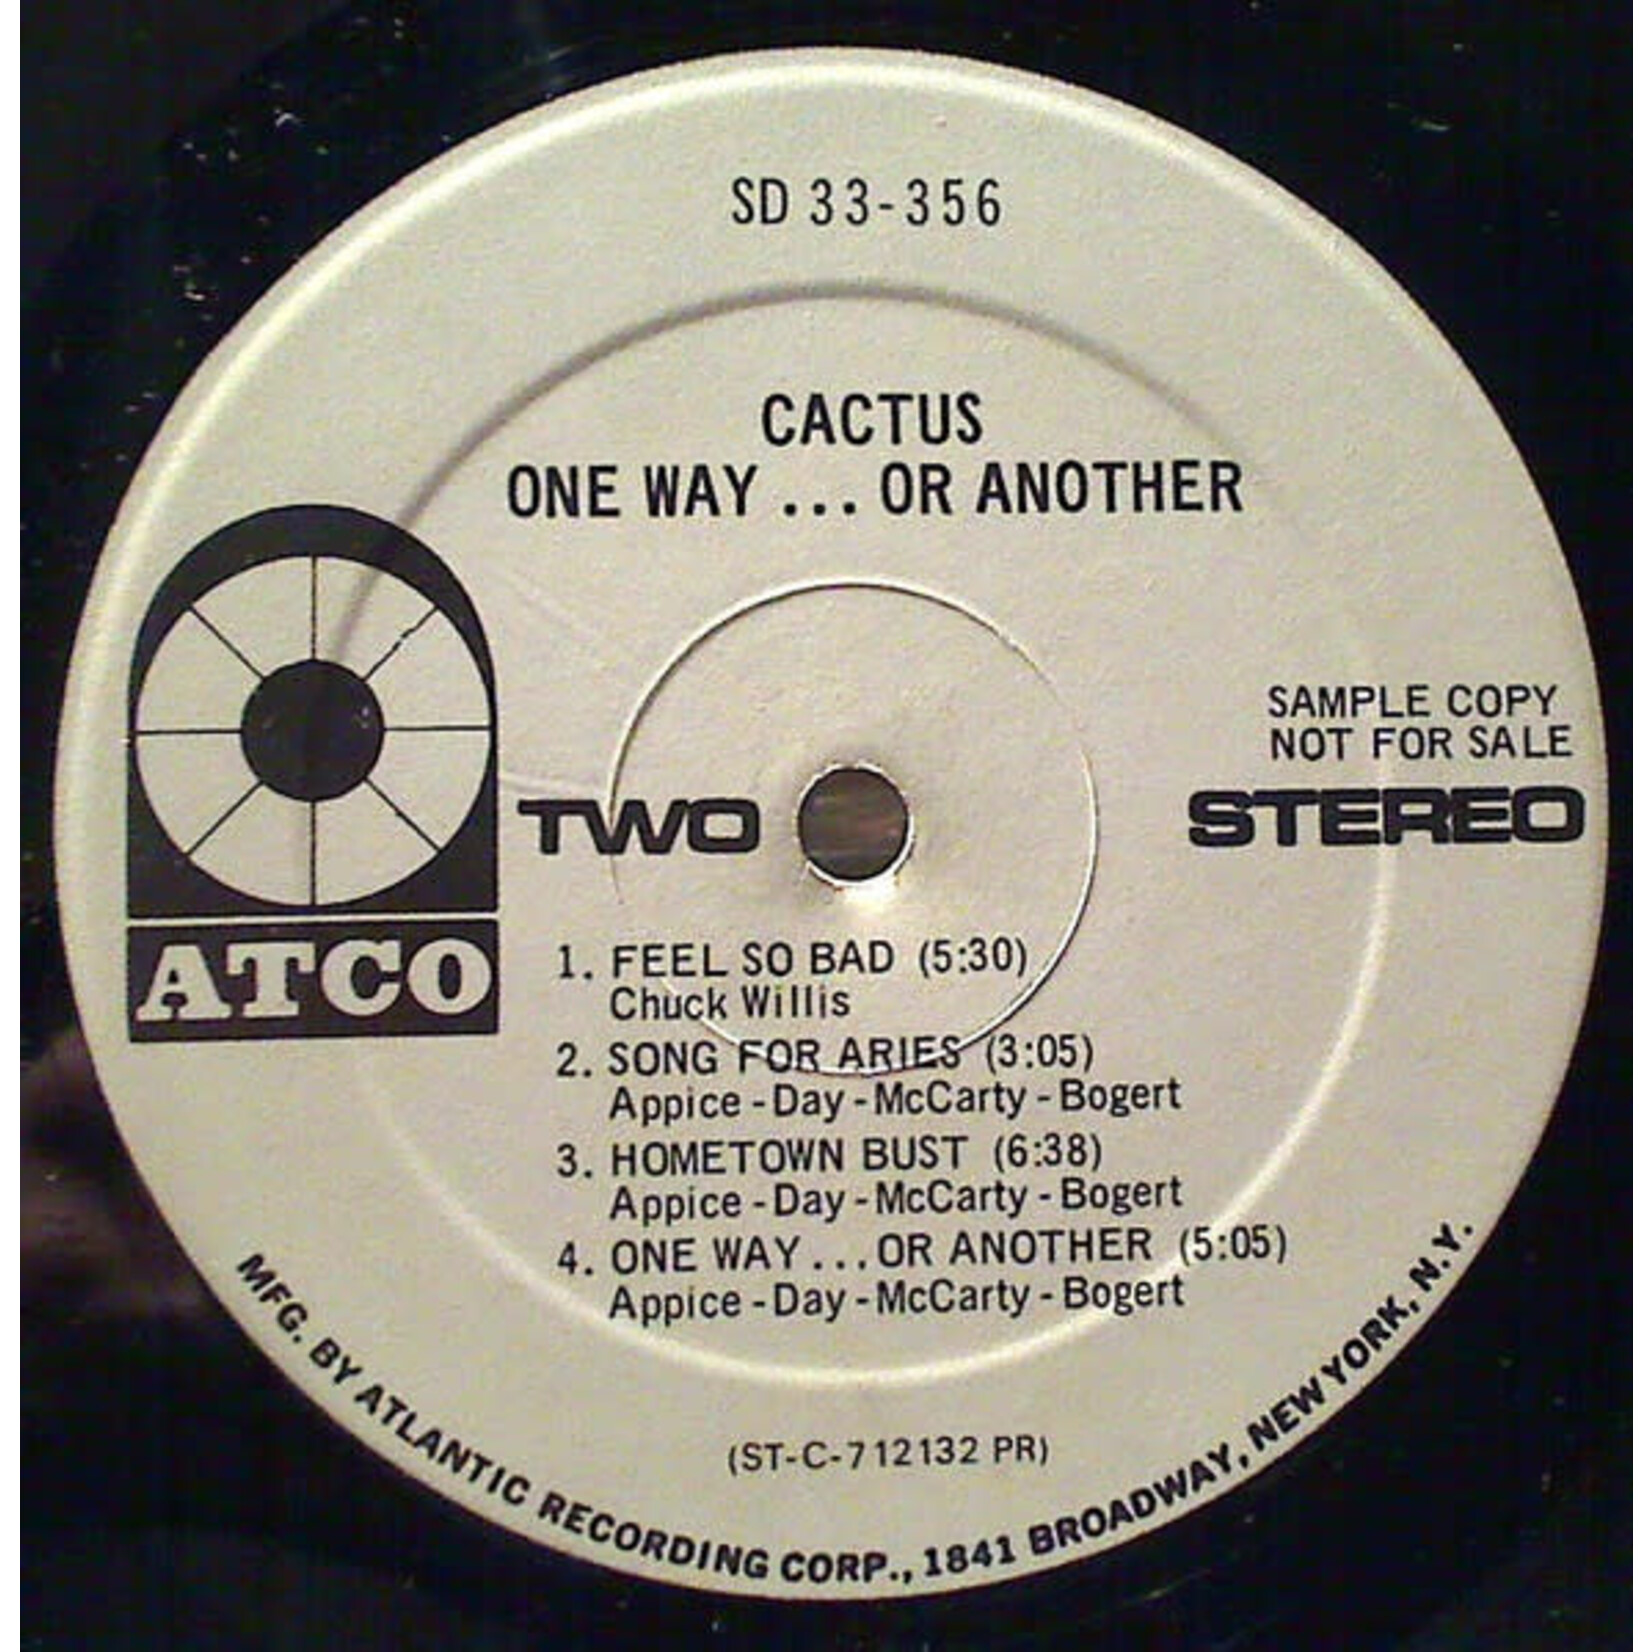 SD 33-356
CACTUS
ONE WAY ... OR ANOTHER
SAMPLE COPY
NOT FOR SALE
TWO
STEREO
ATCO
1. FEEL SO BAD (5:30)
Chuck Willis
2. SONG FOR ARIES (3:05)
Appice - Day - McCarty - Bogert
3. HOMETOWN BUST (6:38)
Appice - Day - McCarty - Bogert
4. ONE WAY ... OR ANOTHER (5:05)
Appice - Day - McCarty - Bogert
(ST-C-712132 PR)
MFG. BY ATLANTIC RECORDING CORP., 1841 BROADWAY, NEW YORK, N.Y.